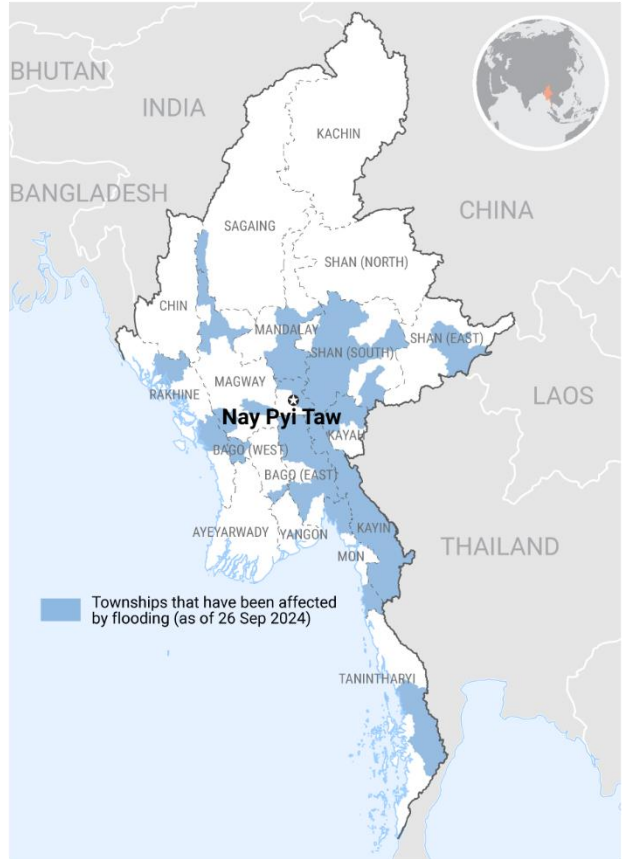 BHUTAN
INDIA
KACHIN
BANGLADESH
CHINA
SAGAING
SHAN (NORTH)
CHIN
MANDALAY
SHAN (EAST)
SHAN (SOUTH)
MAGWAY
RAKHINE
LAOS
Nay Pyi Taw
KAYAH
BAGO (WEST)
BAGO (EAST)
AYEYARWADY
YANGON
KAYIN
MON
THAILAND
Townships that have been affected
by flooding (as of 26 Sep 2024)
TANINTHARYI